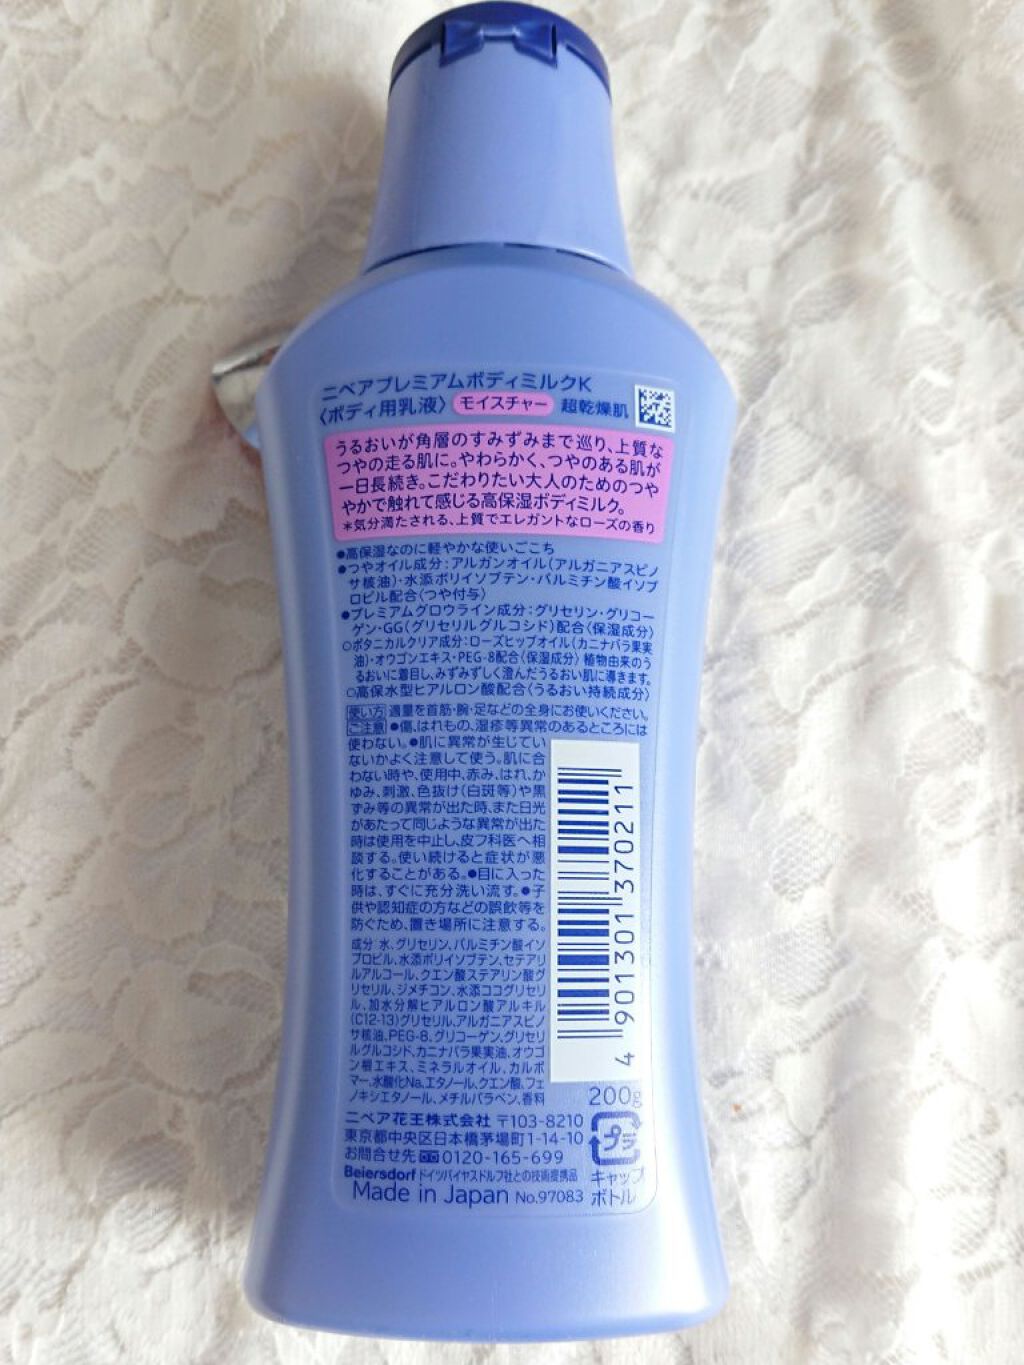 ニベアプレミアムボディミルクK
〈ボディ用乳液〉 モイスチャー 超乾燥肌
うるおいが角層のすみずみまで巡り、上質な
つやの走る肌に。やわらかく、つやのある肌が
一日長続き。こだわりたい大人のためのつや
やかで触れて感じる高保湿ボディミルク。
*気分満たされる、上質でエレガントなローズの香り
●高保湿なのに軽やかな使いごこち
●つやオイル成分:アルガンオイル(アルガニアスピノ
サ核油)・水添ポリイソブテン・パルミチン酸イソプ
ロピル配合〈つや付与〉
●プレミアムグロウライン成分:グリセリン・グリコー
ゲン・GG(グリセリルグルコシド)配合〈保湿成分〉
○ボタニカルクリア成分:ローズヒップオイル(カニナバラ果実
油)・オウゴンエキス・PEG-8配合〈保湿成分〉 植物由来のう
るおいに着目し、みずみずしく澄んだうるおい肌に導きます。
○高保水型ヒアルロン酸配合〈うるおい持続成分〉
使い方 適量を首筋・腕・足などの全身にお使いください。
ご注意 ●傷、はれもの、湿疹等異常のあるところには
使わない。●肌に異常が生じてい
ないかよく注意して使う。肌に合
わない時や、使用中、赤み、はれ、か
ゆみ、刺激、色抜け(白斑等)や黒
ずみ等の異常が出た時、また日光
があたって同じような異常が出た
時は使用を中止し、皮フ科医へ相
談する。使い続けると症状が悪
化することがある。●目に入った
時は、すぐに充分洗い流す。●子
供や認知症の方などの誤飲等を
防ぐため、置き場所に注意する。
成分 水、グリセリン、パルミチン酸イソ
プロピル、水添ポリイソブテン、セテアリ
ルアルコール、クエン酸ステアリン酸グ
リセリル、ジメチコン、水添ココグリセリ
ル、加水分解ヒアルロン酸アルキル
(C12-13)グリセリル、アルガニアスピノ
サ核油、PEG-8、グリコーゲン、グリセリ
ルグルコシド、カニナバラ果実油、オウゴ
ン根エキス、ミネラルオイル、カルボ
マー、水酸化Na、エタノール、クエン酸、フェ
ノキシエタノール、メチルパラベン、香料
4 901301 370211
200g
ニベア花王株式会社 〒103-8210
東京都中央区日本橋茅場町1-14-10
お問合せ先 0120-165-699
Beiersdorf ドイツバイヤスドルフ社との技術提携品
Made in Japan No.97083
プラ
キャップ
ボトル